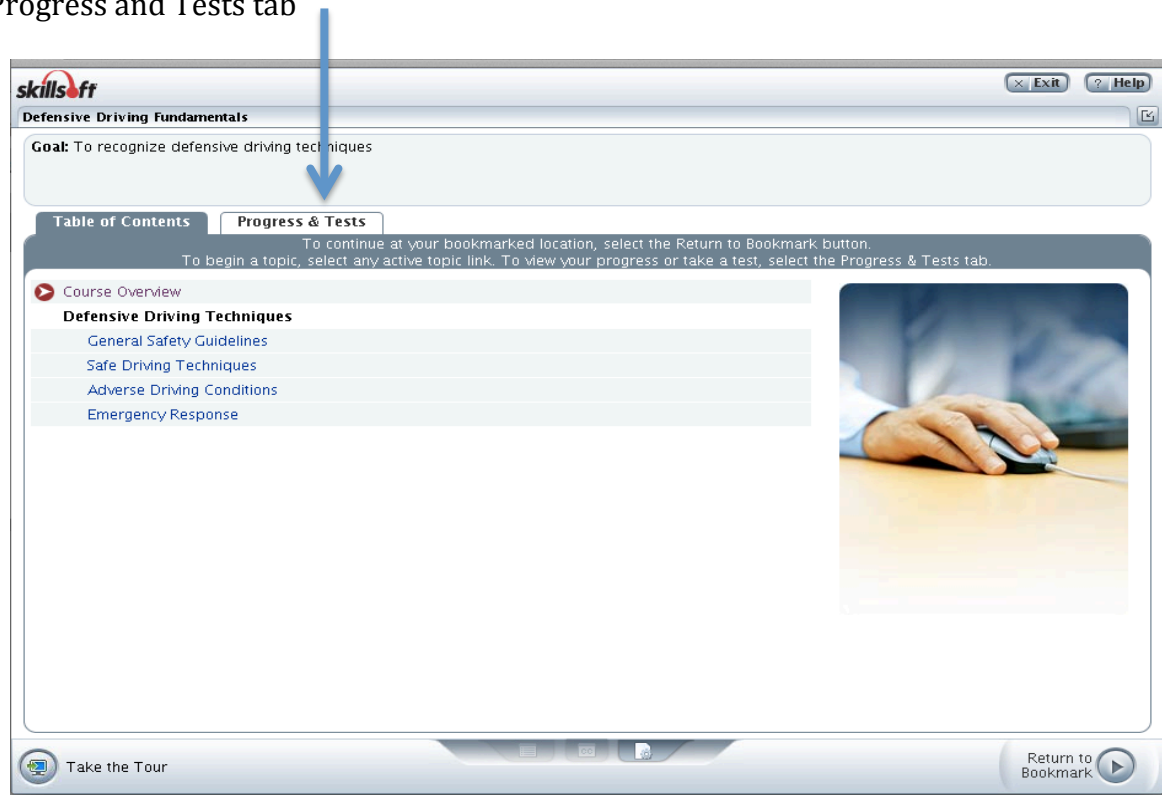 Progress and Tests tab
skillsoft
× Exit ? Help
Defensive Driving Fundamentals
Goal: To recognize defensive driving techniques
Table of Contents Progress & Tests
To continue at your bookmarked location, select the Return to Bookmark button.
To begin a topic, select any active topic link. To view your progress or take a test, select the Progress & Tests tab.
Course Overview
Defensive Driving Techniques
General Safety Guidelines
Safe Driving Techniques
Adverse Driving Conditions
Emergency Response
CC
Take the Tour
Return to
Bookmark